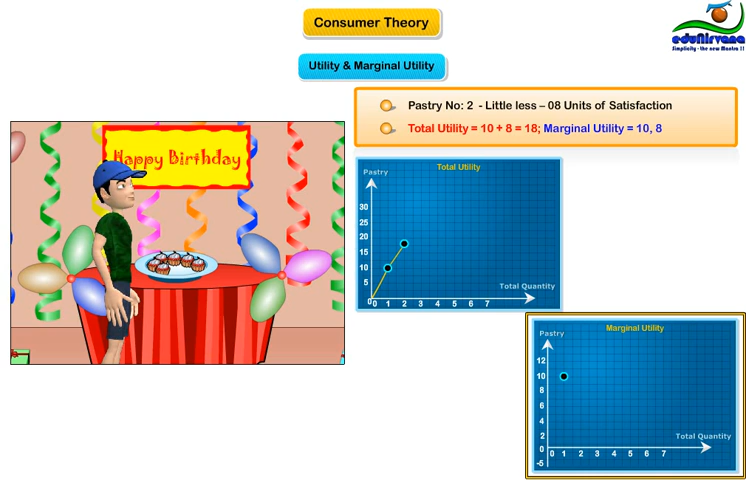 Consumer Theory
eduNirvana
Simplicity - the new Mantra !!
Utility & Marginal Utility
Pastry No: 2 - Little less – 08 Units of Satisfaction
Total Utility = 10 + 8 = 18; Marginal Utility = 10, 8
Happy Birthday
Total Utility
Pastry
30
25
20
15
10
5
0 1 2 3 4 5 6 7
Total Quantity
Marginal Utility
Pastry
12
10
8
6
4
2
0
0 1 2 3 4 5 6 7
-5
Total Quantity